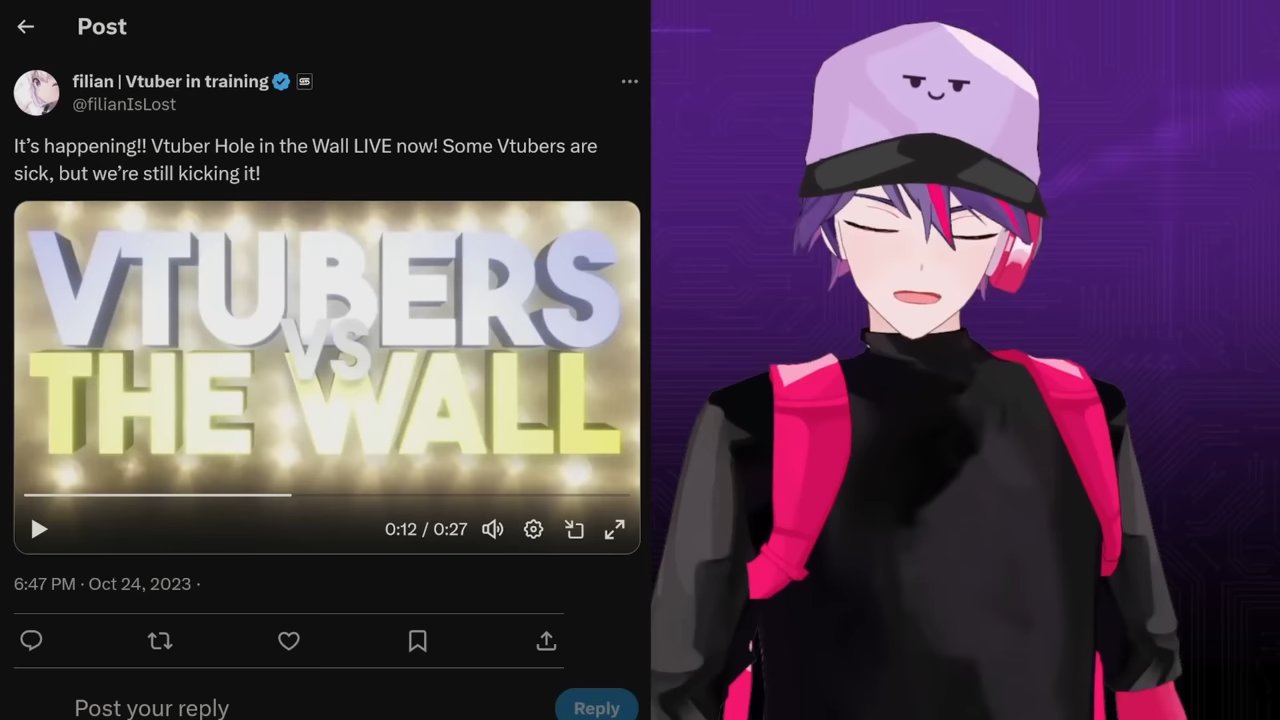 Post
filian | Vtuber in training
@filianIsLost
It’s happening!! Vtuber Hole in the Wall LIVE now! Some Vtubers are
sick, but we’re still kicking it!
VTUBERS
VS
THE WALL
0:12 / 0:27
6:47 PM · Oct 24, 2023 ·
Post your reply
Reply